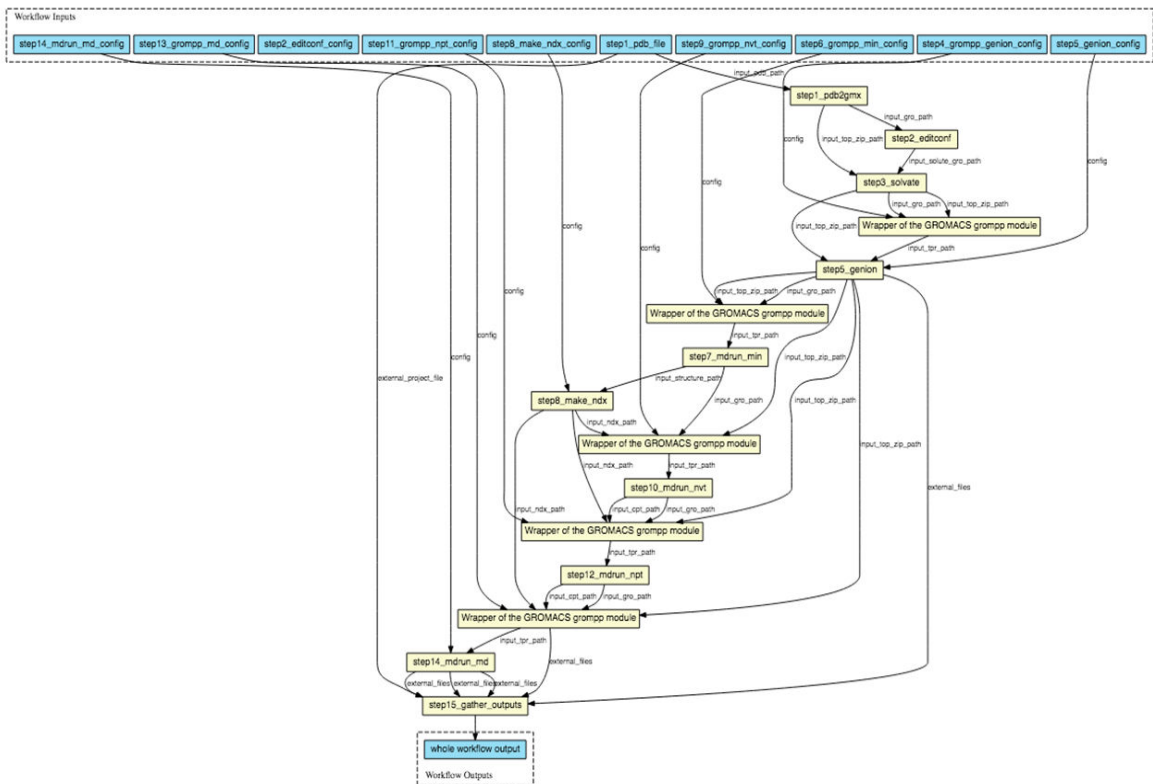 Workflow Inputs
step14_mdrun_md_config step13_grompp_md_config step2_editconf_config step11_grompp_npt_config step8_make_ndx_config step1_pdb_file step9_grompp_nvt_config step6_grompp_min_config step4_grompp_genion_config step5_genion_config
input_pdb_path
step1_pdb2gmx
input_gro_path
config input_top_zip_path step2_editconf config
input_solute_gro_path
config step3_solvate
input_gro_path input_top_zip_path
config config input_top_zip_path Wrapper of the GROMACS grompp module
input_tpr_path
step5_genion
config input_top_zip_path input_gro_path
config Wrapper of the GROMACS grompp module
config input_tpr_path
step7_mdrun_min input_top_zip_path
external_project_file input_structure_path
step8_make_ndx input_gro_path input_top_zip_path
input_ndx_path
Wrapper of the GROMACS grompp module input_top_zip_path
input_ndx_path input_tpr_path
step10_mdrun_nvt external_files
input_ndx_path input_cpt_path input_gro_path
Wrapper of the GROMACS grompp module
input_tpr_path
step12_mdrun_npt
input_cpt_path input_gro_path
Wrapper of the GROMACS grompp module
input_tpr_path
step14_mdrun_md external_files
external_files external_files external_files
step15_gather_outputs
whole workflow output
Workflow Outputs